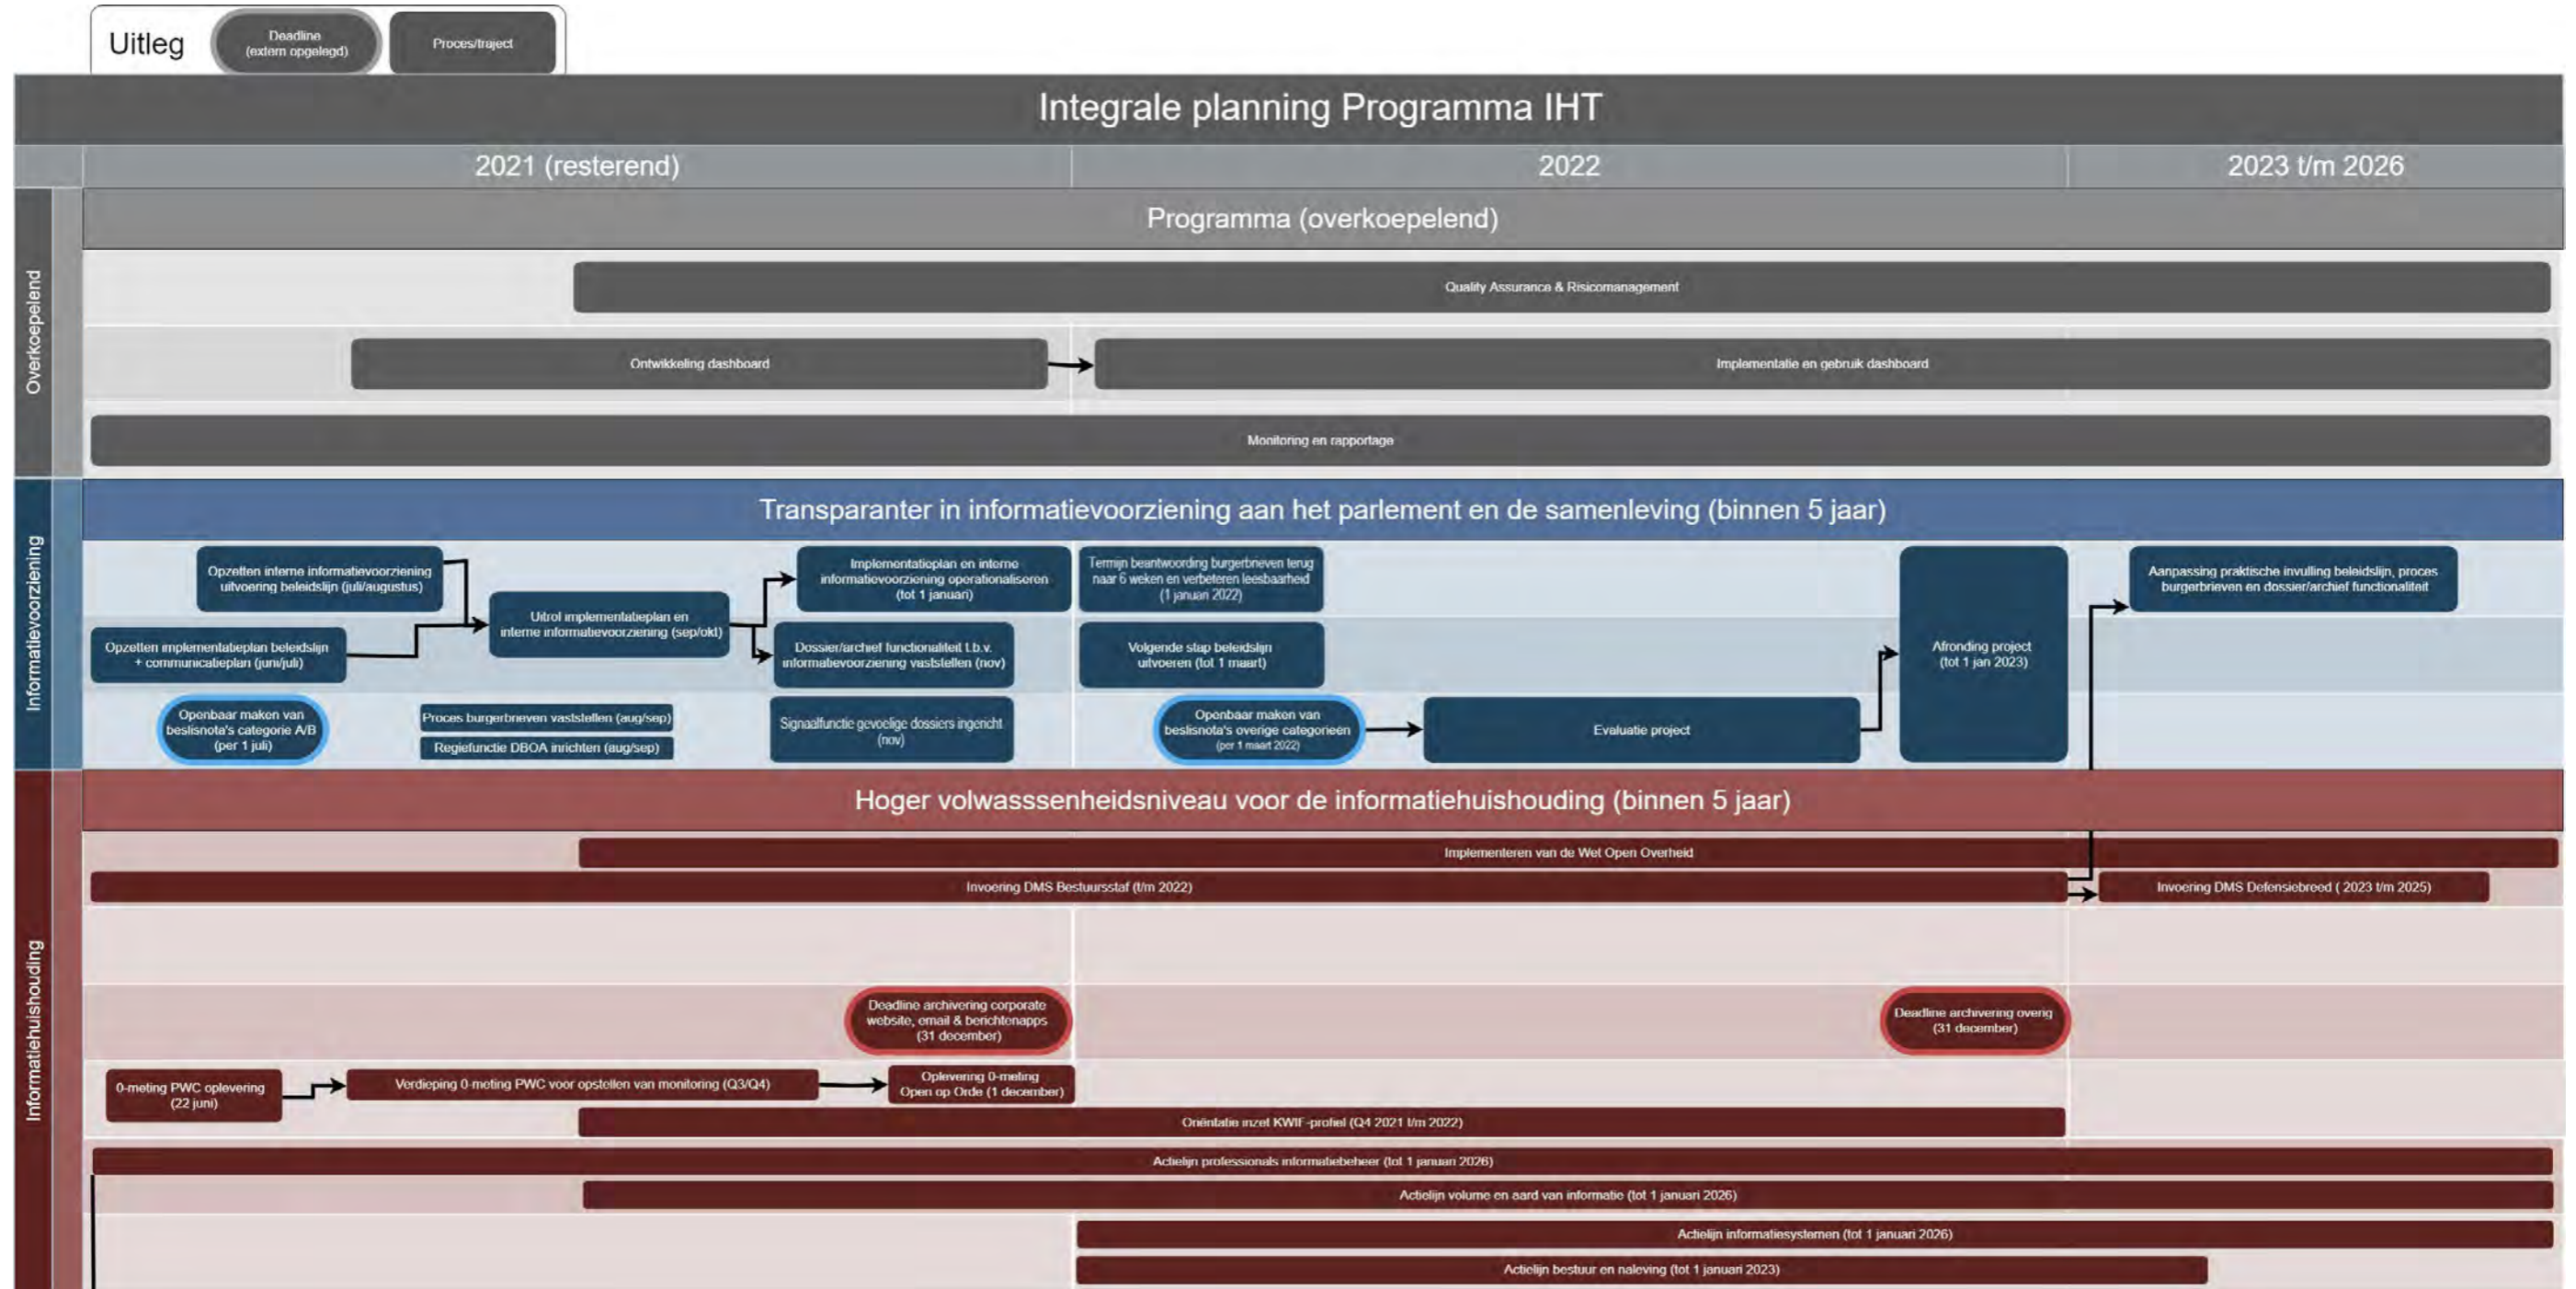 Uitleg
Deadline
(extern opgelegd)
Proces/traject
Integrale planning Programma IHT
2021 (resterend)
2022
2023 t/m 2026
Overkoepelend
Programma (overkoepelend)
Quality Assurance & Risicomanagement
Ontwikkeling dashboard
Implementatie en gebruik dashboard
Monitoring en rapportage
Informatievoorziening
Transparanter in informatievoorziening aan het parlement en de samenleving (binnen 5 jaar)
Opzetten interne informatievoorziening
uitvoering beleidslijn (juli/augustus)
Opzetten implementatieplan beleidslijn
+ communicatieplan (juni/juli)
Openbaar maken van
beslisnota's categorie A/B
(per 1 juli)
Uitrol implementatieplan en
interne informatievoorziening (sep/okt)
Proces burgerbrieven vaststellen (aug/sep)
Regiefunctie DBOA inrichten (aug/sep)
Implementatieplan en interne
informatievoorziening operationaliseren
(tot 1 januari)
Dossier/archief functionaliteit t.b.v.
informatievoorziening vaststellen (nov)
Signaalfunctie gevoelige dossiers ingericht
(nov)
Termijn beantwoording burgerbrieven terug
naar 6 weken en verbeteren leesbaarheid
(1 januari 2022)
Volgende stap beleidslijn
uitvoeren (tot 1 maart)
Openbaar maken van
beslisnota's overige categorieen
(per 1 maart 2022)
Evaluatie project
Afronding project
(tot 1 jan 2023)
Aanpassing praktische invulling beleidslijn, proces
burgerbrieven en dossier/archief functionaliteit
Informatiehuishouding
Hoger volwasssenheidsniveau voor de informatiehuishouding (binnen 5 jaar)
Implementeren van de Wet Open Overheid
Invoering DMS Bestuursstaf (t/m 2022)
Invoering DMS Defensiebreed ( 2023 t/m 2025)
Deadline archivering corporate
website, email & berichtenapps
(31 december)
Deadline archivering overig
(31 december)
0-meting PWC oplevering
(22 juni)
Verdieping 0-meting PWC voor opstellen van monitoring (Q3/Q4)
Oplevering 0-meting
Open op Orde (1 december)
Oriëntatie inzet KWIF-profiel (Q4 2021 t/m 2022)
Actielijn professionals informatiebeheer (tot 1 januari 2026)
Actielijn volume en aard van informatie (tot 1 januari 2026)
Actielijn informatiesystemen (tot 1 januari 2026)
Actielijn bestuur en naleving (tot 1 januari 2023)